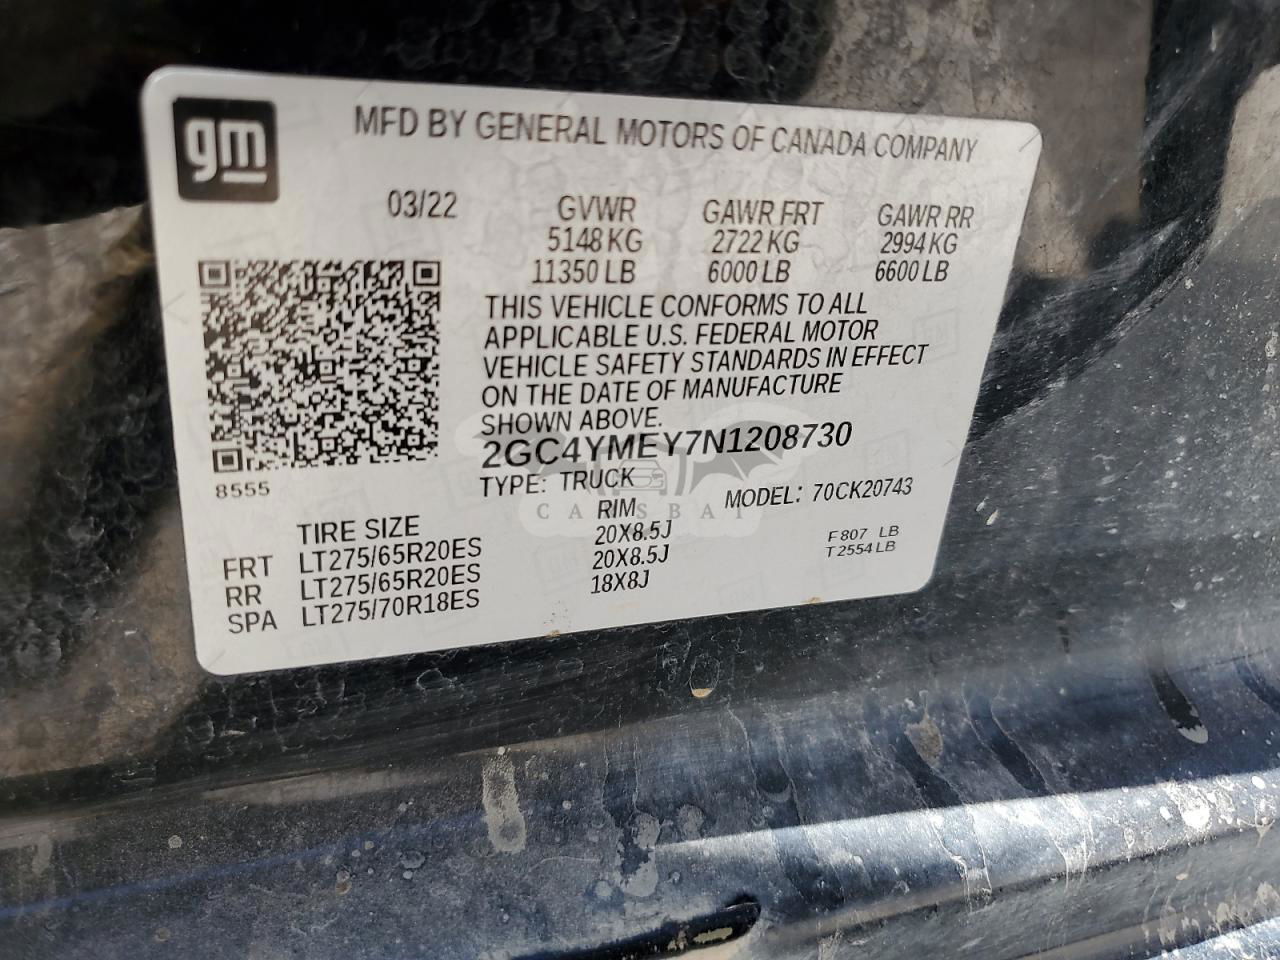 gm
MFD BY GENERAL MOTORS OF CANADA COMPANY
03/22 GVWR GAWR FRT GAWR RR
5148 KG 2722 KG 2994 KG
11350 LB 6000 LB 6600 LB
THIS VEHICLE CONFORMS TO ALL
APPLICABLE U.S. FEDERAL MOTOR
VEHICLE SAFETY STANDARDS IN EFFECT
ON THE DATE OF MANUFACTURE
SHOWN ABOVE.
2GC4YMEY7N1208730
8555
TYPE: TRUCK MODEL: 70CK20743
CARSBAT
TIRE SIZE RIM
FRT LT275/65R20ES 20X8.5J F 807 LB
RR LT275/65R20ES 20X8.5J T 2554 LB
SPA LT275/70R18ES 18X8J